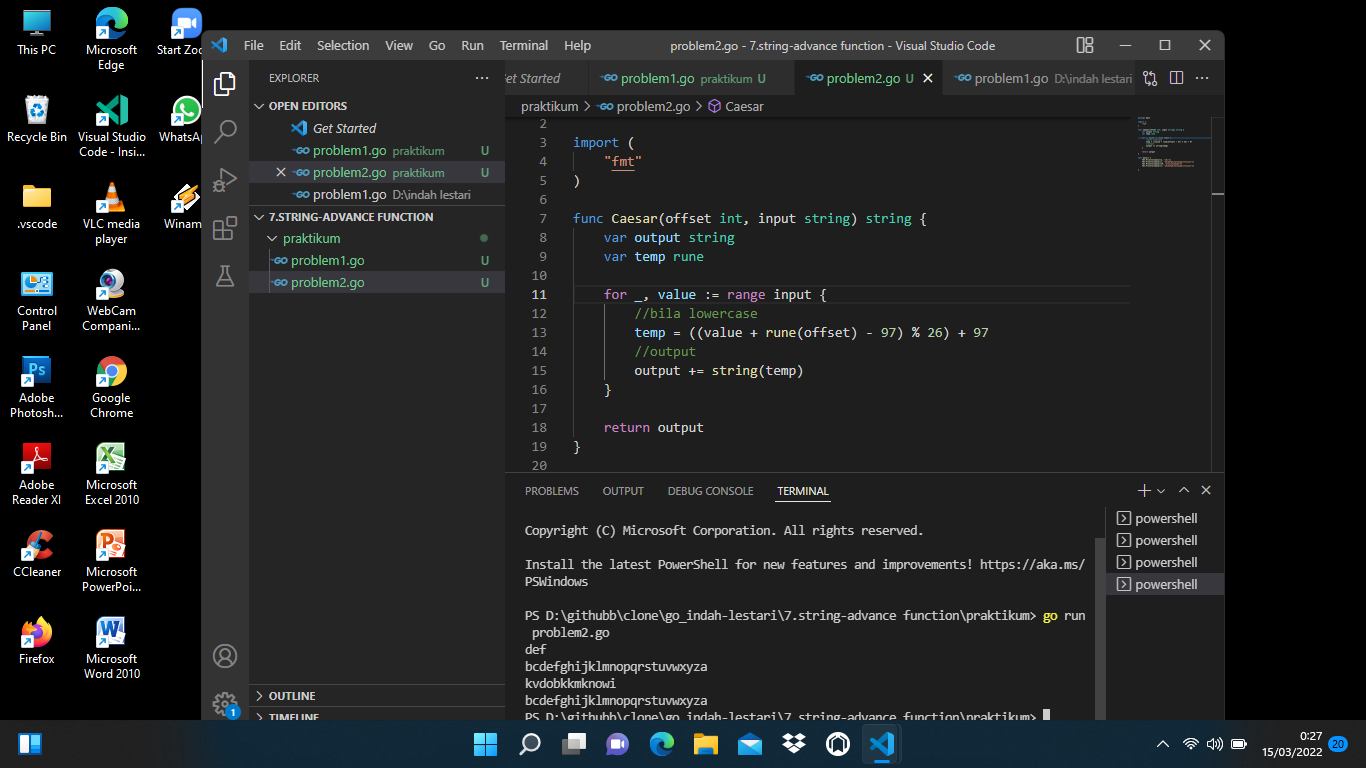 This PC
Microsoft
Edge
Start Zoo
Recycle Bin
Visual Studio
Code - Insi...
WhatsAp
.vscode
VLC media
player
Winam
Control
Panel
WebCam
Compani...
Adobe
Photosh...
Google
Chrome
Adobe
Reader XI
Microsoft
Excel 2010
CCleaner
Microsoft
PowerPoi...
Firefox
Microsoft
Word 2010
File Edit Selection View Go Run Terminal Help
problem2.go - 7.string-advance function - Visual Studio Code
EXPLORER
OPEN EDITORS
Get Started
problem1.go praktikum U
problem2.go praktikum U
problem1.go D:\indah lestari
7.STRING-ADVANCE FUNCTION
praktikum
problem1.go U
problem2.go U
OUTLINE
TIMELINE
1
et Started
problem1.go praktikum U
problem2.go U
problem1.go D:\indah lestari
praktikum > problem2.go > Caesar
2
3 import (
4 "fmt"
5 )
6
7 func Caesar(offset int, input string) string {
8 var output string
9 var temp rune
10
11 for _, value := range input {
12 //bila lowercase
13 temp = ((value + rune(offset) - 97) % 26) + 97
14 //output
15 output += string(temp)
16 }
17
18 return output
19 }
20
PROBLEMS OUTPUT DEBUG CONSOLE TERMINAL
Copyright (C) Microsoft Corporation. All rights reserved.
Install the latest PowerShell for new features and improvements! https://aka.ms/
PSWindows
PS D:\githubb\clone\go_indah-lestari\7.string-advance function\praktikum> go run
problem2.go
def
bcdefghijklmnopqrstuvwxyza
kvdobkkmknowi
bcdefghijklmnopqrstuvwxyza
PS D:\githubb\clone\go_indah-lestari\7.string-advance function\praktikum>
powershell
powershell
powershell
powershell
0:27
15/03/2022
20